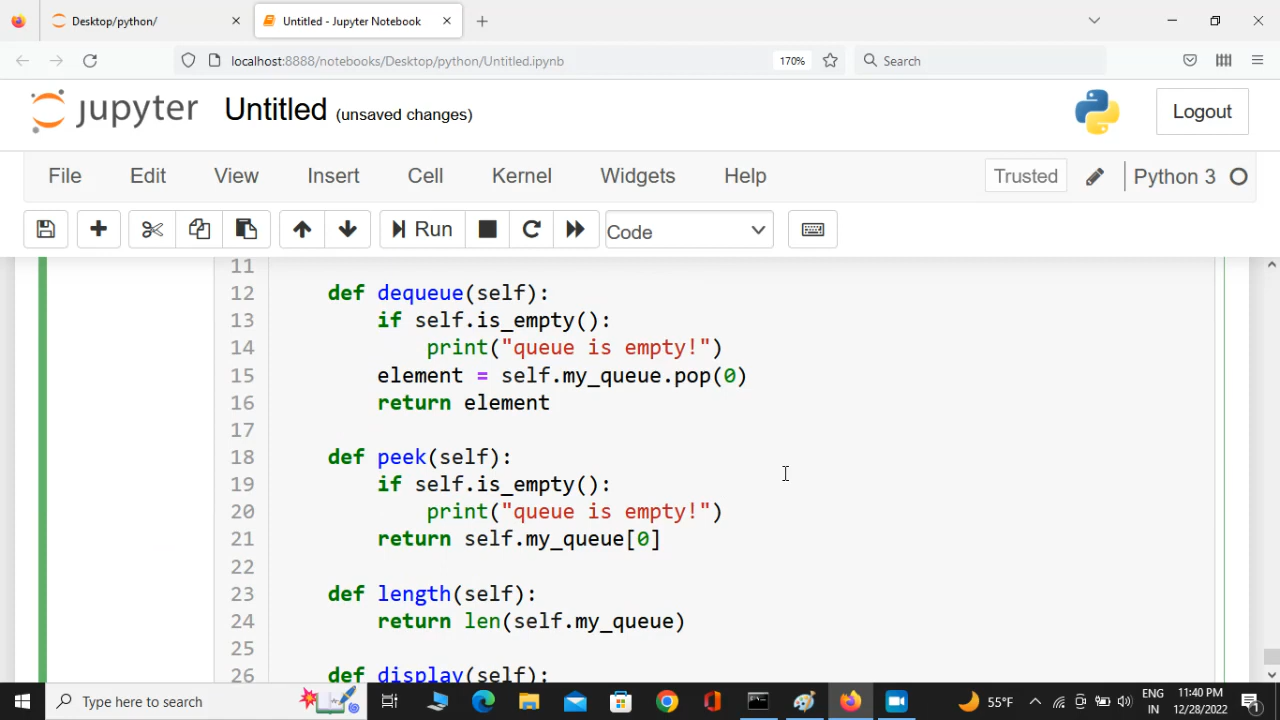 Desktop/python/
Untitled - Jupyter Notebook
localhost:8888/notebooks/Desktop/python/Untitled.ipynb
170%
Search
jupyter Untitled (unsaved changes)
Logout
File Edit View Insert Cell Kernel Widgets Help
Trusted
Python 3
Run
Code
11
12 def dequeue(self):
13 if self.is_empty():
14 print("queue is empty!")
15 element = self.my_queue.pop(0)
16 return element
17
18 def peek(self):
19 if self.is_empty():
20 print("queue is empty!")
21 return self.my_queue[0]
22
23 def length(self):
24 return len(self.my_queue)
25
26 def display(self):
Type here to search
55°F
ENG
IN
11:40 PM
12/28/2022
1